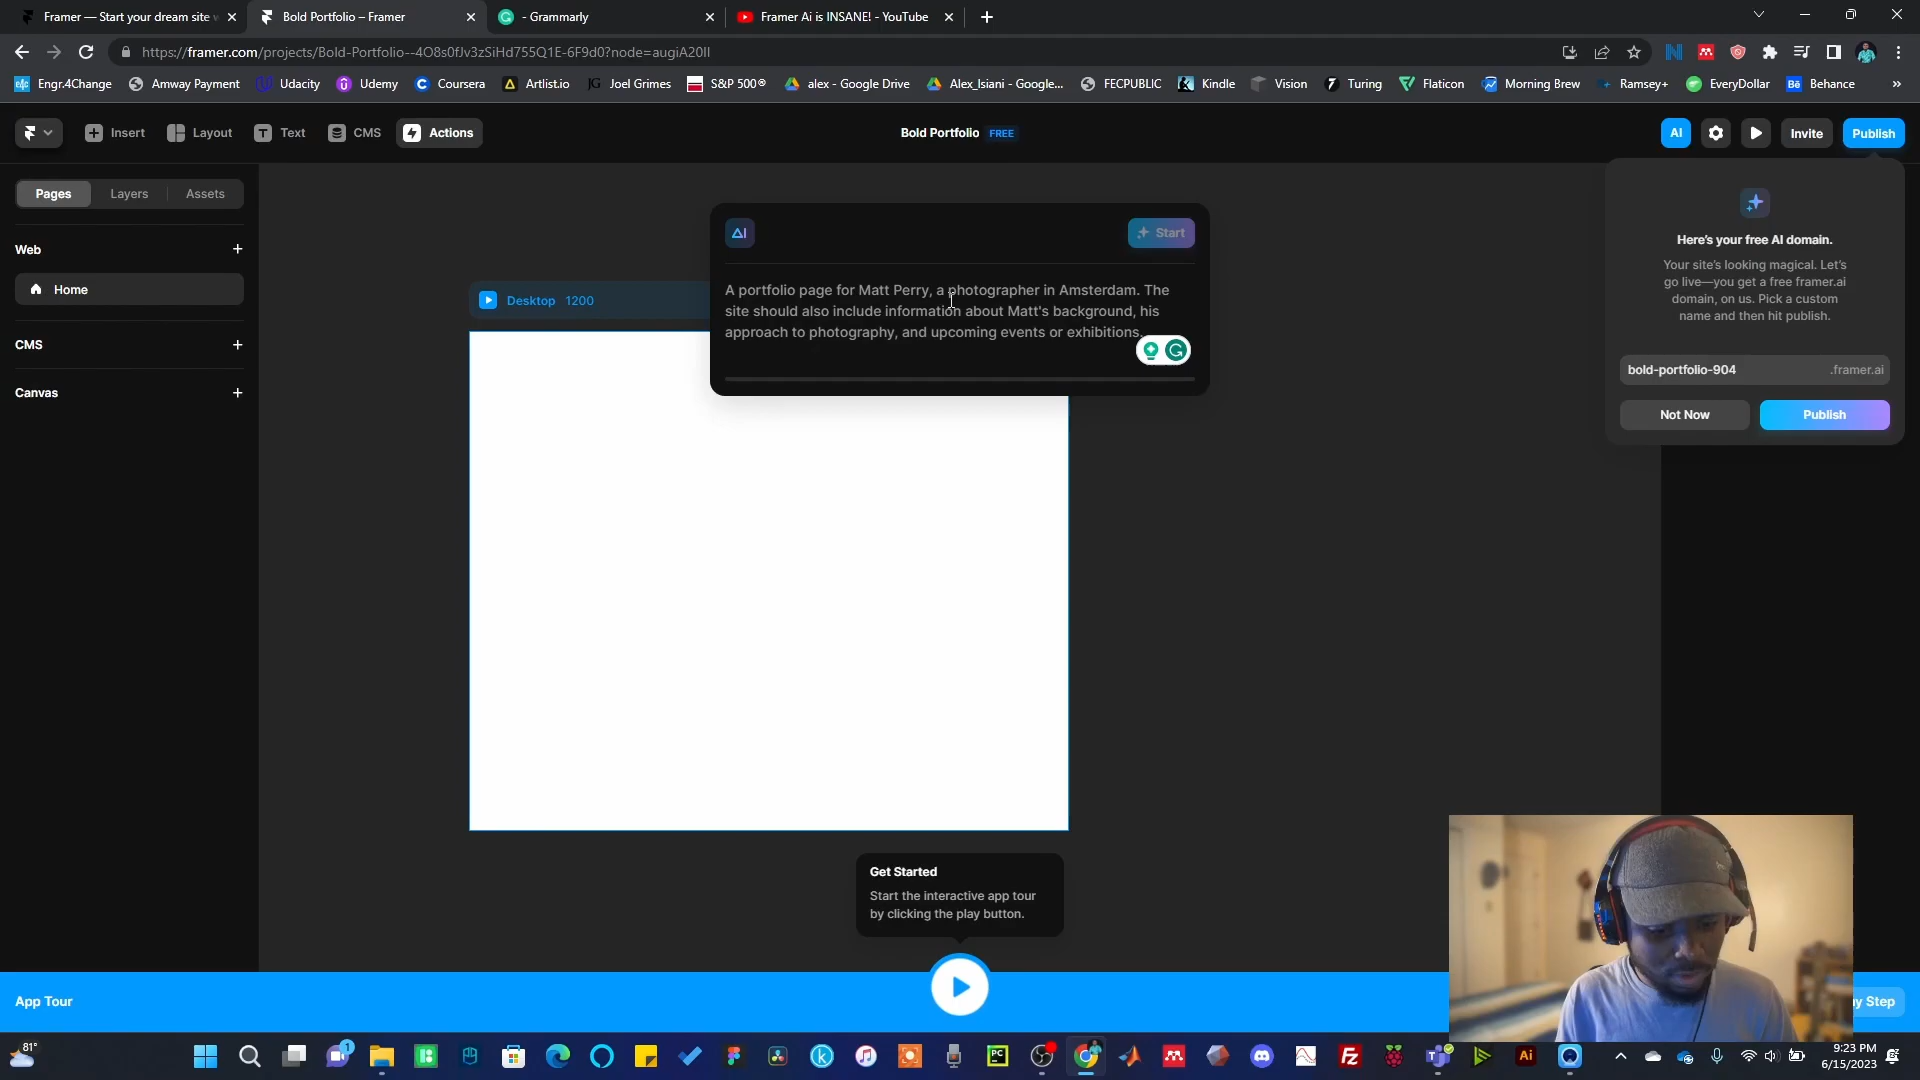 Framer — Start your dream site w
Bold Portfolio – Framer
- Grammarly
Framer Ai is INSANE! - YouTube
https://framer.com/projects/Bold-Portfolio--4O8s0fJv3zSiHd755Q1E-6F9d0?node=augiA20Il
Engr.4Change
Amway Payment
Udacity
Udemy
Coursera
Artlist.io
JG Joel Grimes
S&P 500®
alex - Google Drive
Alex_Isiani - Google...
FECPUBLIC
Kindle
Vision
Turing
Flaticon
Morning Brew
Ramsey+
EveryDollar
Bē Behance
»
Insert
Layout
T Text
CMS
Actions
Bold Portfolio FREE
AI
Invite
Publish
Pages
Layers
Assets
Web
Home
CMS
Canvas
Desktop 1200
AI
Start
A portfolio page for Matt Perry, a photographer in Amsterdam. The
site should also include information about Matt's background, his
approach to photography, and upcoming events or exhibitions.
Here's your free AI domain.
Your site's looking magical. Let's
go live—you get a free framer.ai
domain, on us. Pick a custom
name and then hit publish.
bold-portfolio-904 .framer.ai
Not Now
Publish
Get Started
Start the interactive app tour
by clicking the play button.
App Tour
Step
81°
1
PC
Ai
9:23 PM
6/15/2023